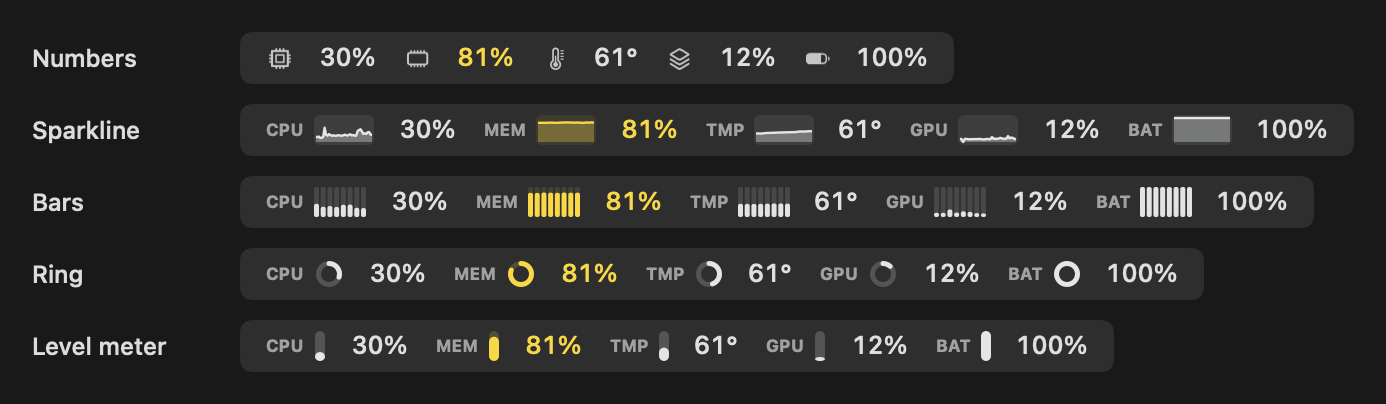 Numbers 30% 81% 61° 12% 100%
Sparkline CPU 30% MEM 81% TMP 61° GPU 12% BAT 100%
Bars CPU 30% MEM 81% TMP 61° GPU 12% BAT 100%
Ring CPU 30% MEM 81% TMP 61° GPU 12% BAT 100%
Level meter CPU 30% MEM 81% TMP 61° GPU 12% BAT 100%